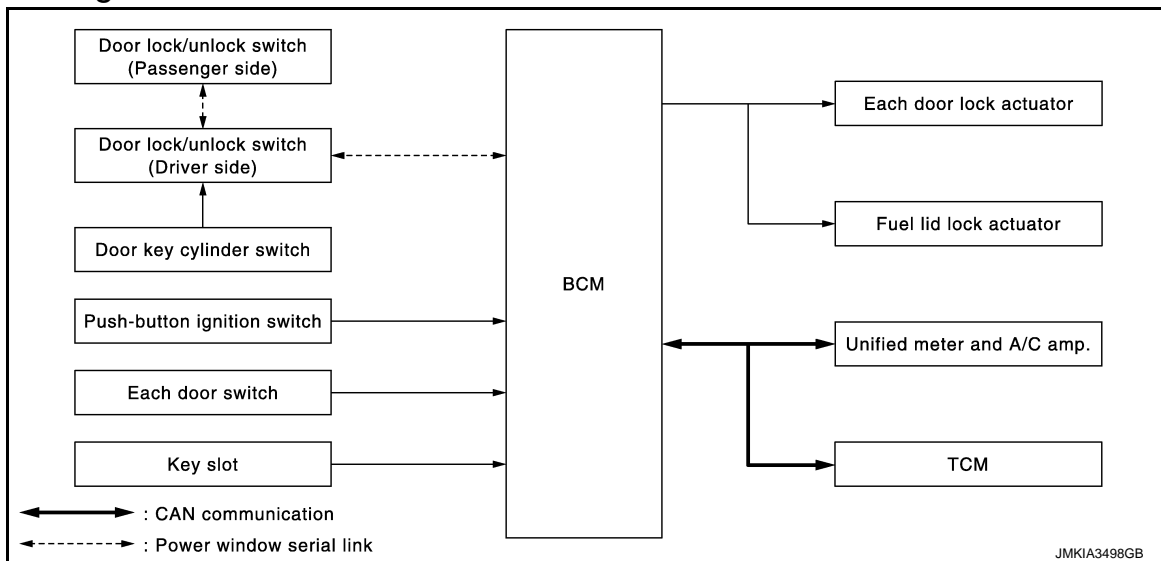 Door lock/unlock switch
(Passenger side)
Door lock/unlock switch
(Driver side)
Door key cylinder switch
Push-button ignition switch
Each door switch
Key slot
BCM
Each door lock actuator
Fuel lid lock actuator
Unified meter and A/C amp.
TCM
: CAN communication
: Power window serial link
JMKIA3498GB